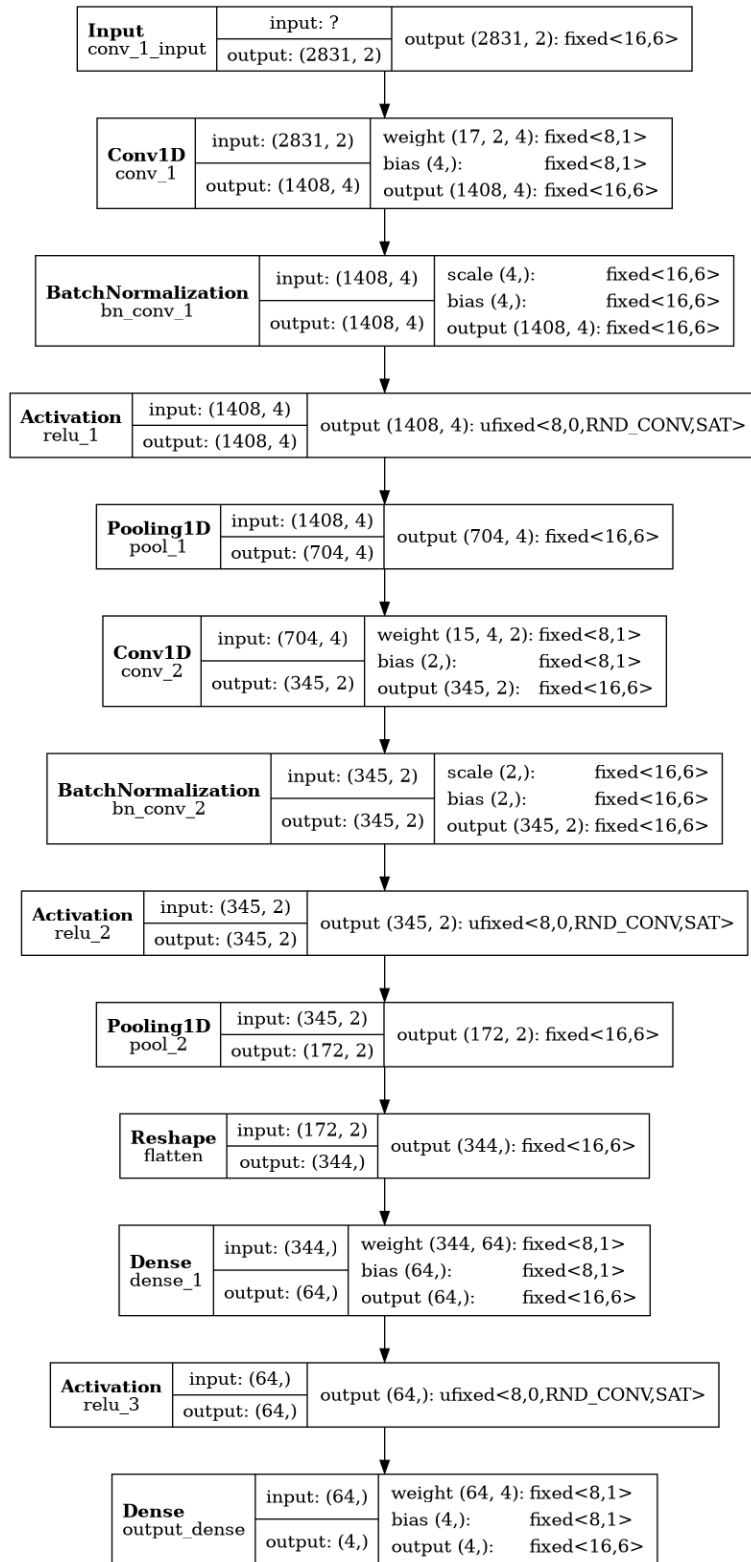 Input
conv_1_input
input: ?
output: (2831, 2)
output (2831, 2): fixed<16,6>
Conv1D
conv_1
input: (2831, 2)
output: (1408, 4)
weight (17, 2, 4): fixed<8,1>
bias (4,): fixed<8,1>
output (1408, 4): fixed<16,6>
BatchNormalization
bn_conv_1
input: (1408, 4)
output: (1408, 4)
scale (4,): fixed<16,6>
bias (4,): fixed<16,6>
output (1408, 4): fixed<16,6>
Activation
relu_1
input: (1408, 4)
output: (1408, 4)
output (1408, 4): ufixed<8,0,RND_CONV,SAT>
Pooling1D
pool_1
input: (1408, 4)
output: (704, 4)
output (704, 4): fixed<16,6>
Conv1D
conv_2
input: (704, 4)
output: (345, 2)
weight (15, 4, 2): fixed<8,1>
bias (2,): fixed<8,1>
output (345, 2): fixed<16,6>
BatchNormalization
bn_conv_2
input: (345, 2)
output: (345, 2)
scale (2,): fixed<16,6>
bias (2,): fixed<16,6>
output (345, 2): fixed<16,6>
Activation
relu_2
input: (345, 2)
output: (345, 2)
output (345, 2): ufixed<8,0,RND_CONV,SAT>
Pooling1D
pool_2
input: (345, 2)
output: (172, 2)
output (172, 2): fixed<16,6>
Reshape
flatten
input: (172, 2)
output: (344,)
output (344,): fixed<16,6>
Dense
dense_1
input: (344,)
output: (64,)
weight (344, 64): fixed<8,1>
bias (64,): fixed<8,1>
output (64,): fixed<16,6>
Activation
relu_3
input: (64,)
output: (64,)
output (64,): ufixed<8,0,RND_CONV,SAT>
Dense
output_dense
input: (64,)
output: (4,)
weight (64, 4): fixed<8,1>
bias (4,): fixed<8,1>
output (4,): fixed<16,6>